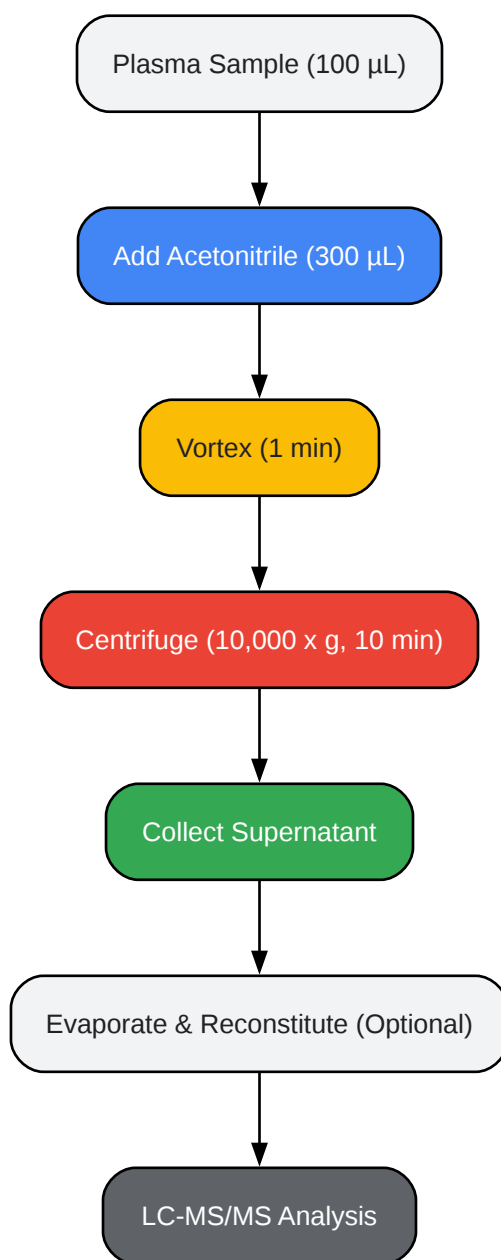 Plasma Sample (100 µL)
Add Acetonitrile (300 µL)
Vortex (1 min)
Centrifuge (10,000 x g, 10 min)
Collect Supernatant
Evaporate & Reconstitute (Optional)
LC-MS/MS Analysis